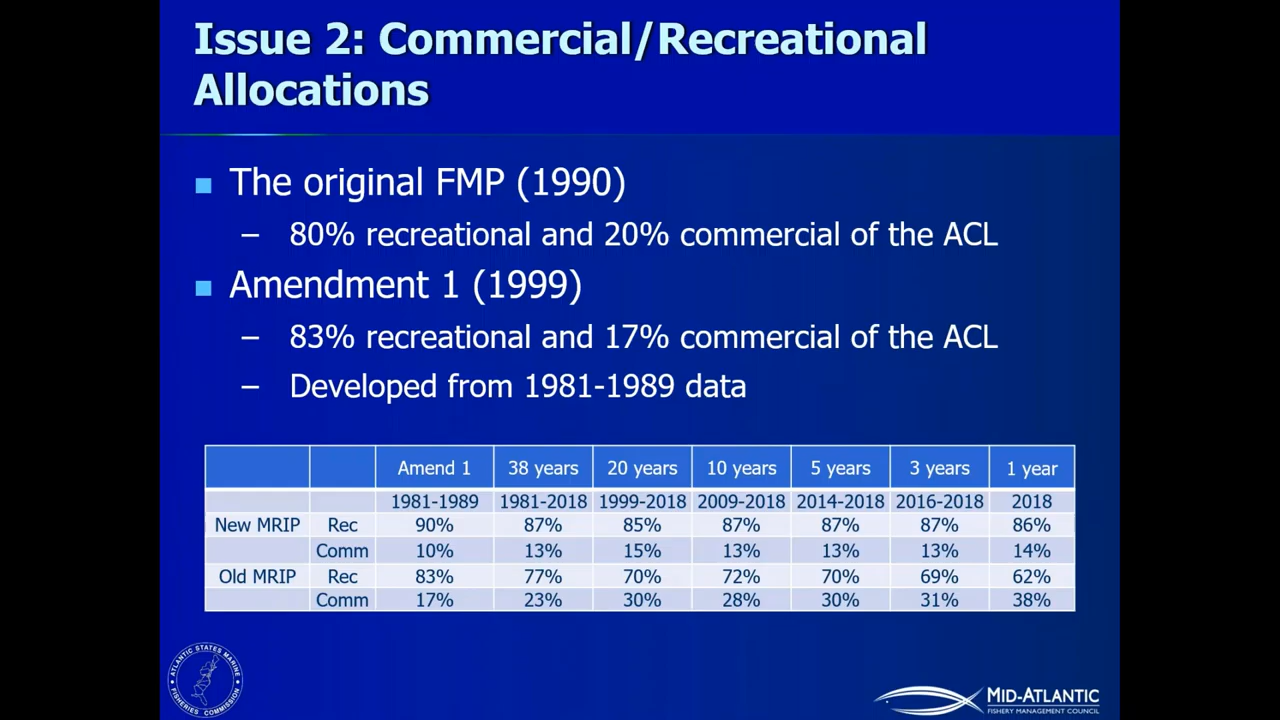 Issue 2: Commercial/Recreational
Allocations
The original FMP (1990)
– 80% recreational and 20% commercial of the ACL
Amendment 1 (1999)
– 83% recreational and 17% commercial of the ACL
– Developed from 1981-1989 data
Amend 1 38 years 20 years 10 years 5 years 3 years 1 year
1981-1989 1981-2018 1999-2018 2009-2018 2014-2018 2016-2018 2018
New MRIP Rec 90% 87% 85% 87% 87% 87% 86%
Comm 10% 13% 15% 13% 13% 13% 14%
Old MRIP Rec 83% 77% 70% 72% 70% 69% 62%
Comm 17% 23% 30% 28% 30% 31% 38%
ATLANTIC STATES MARINE
FISHERIES COMMISSION
MID-ATLANTIC
FISHERY MANAGEMENT COUNCIL